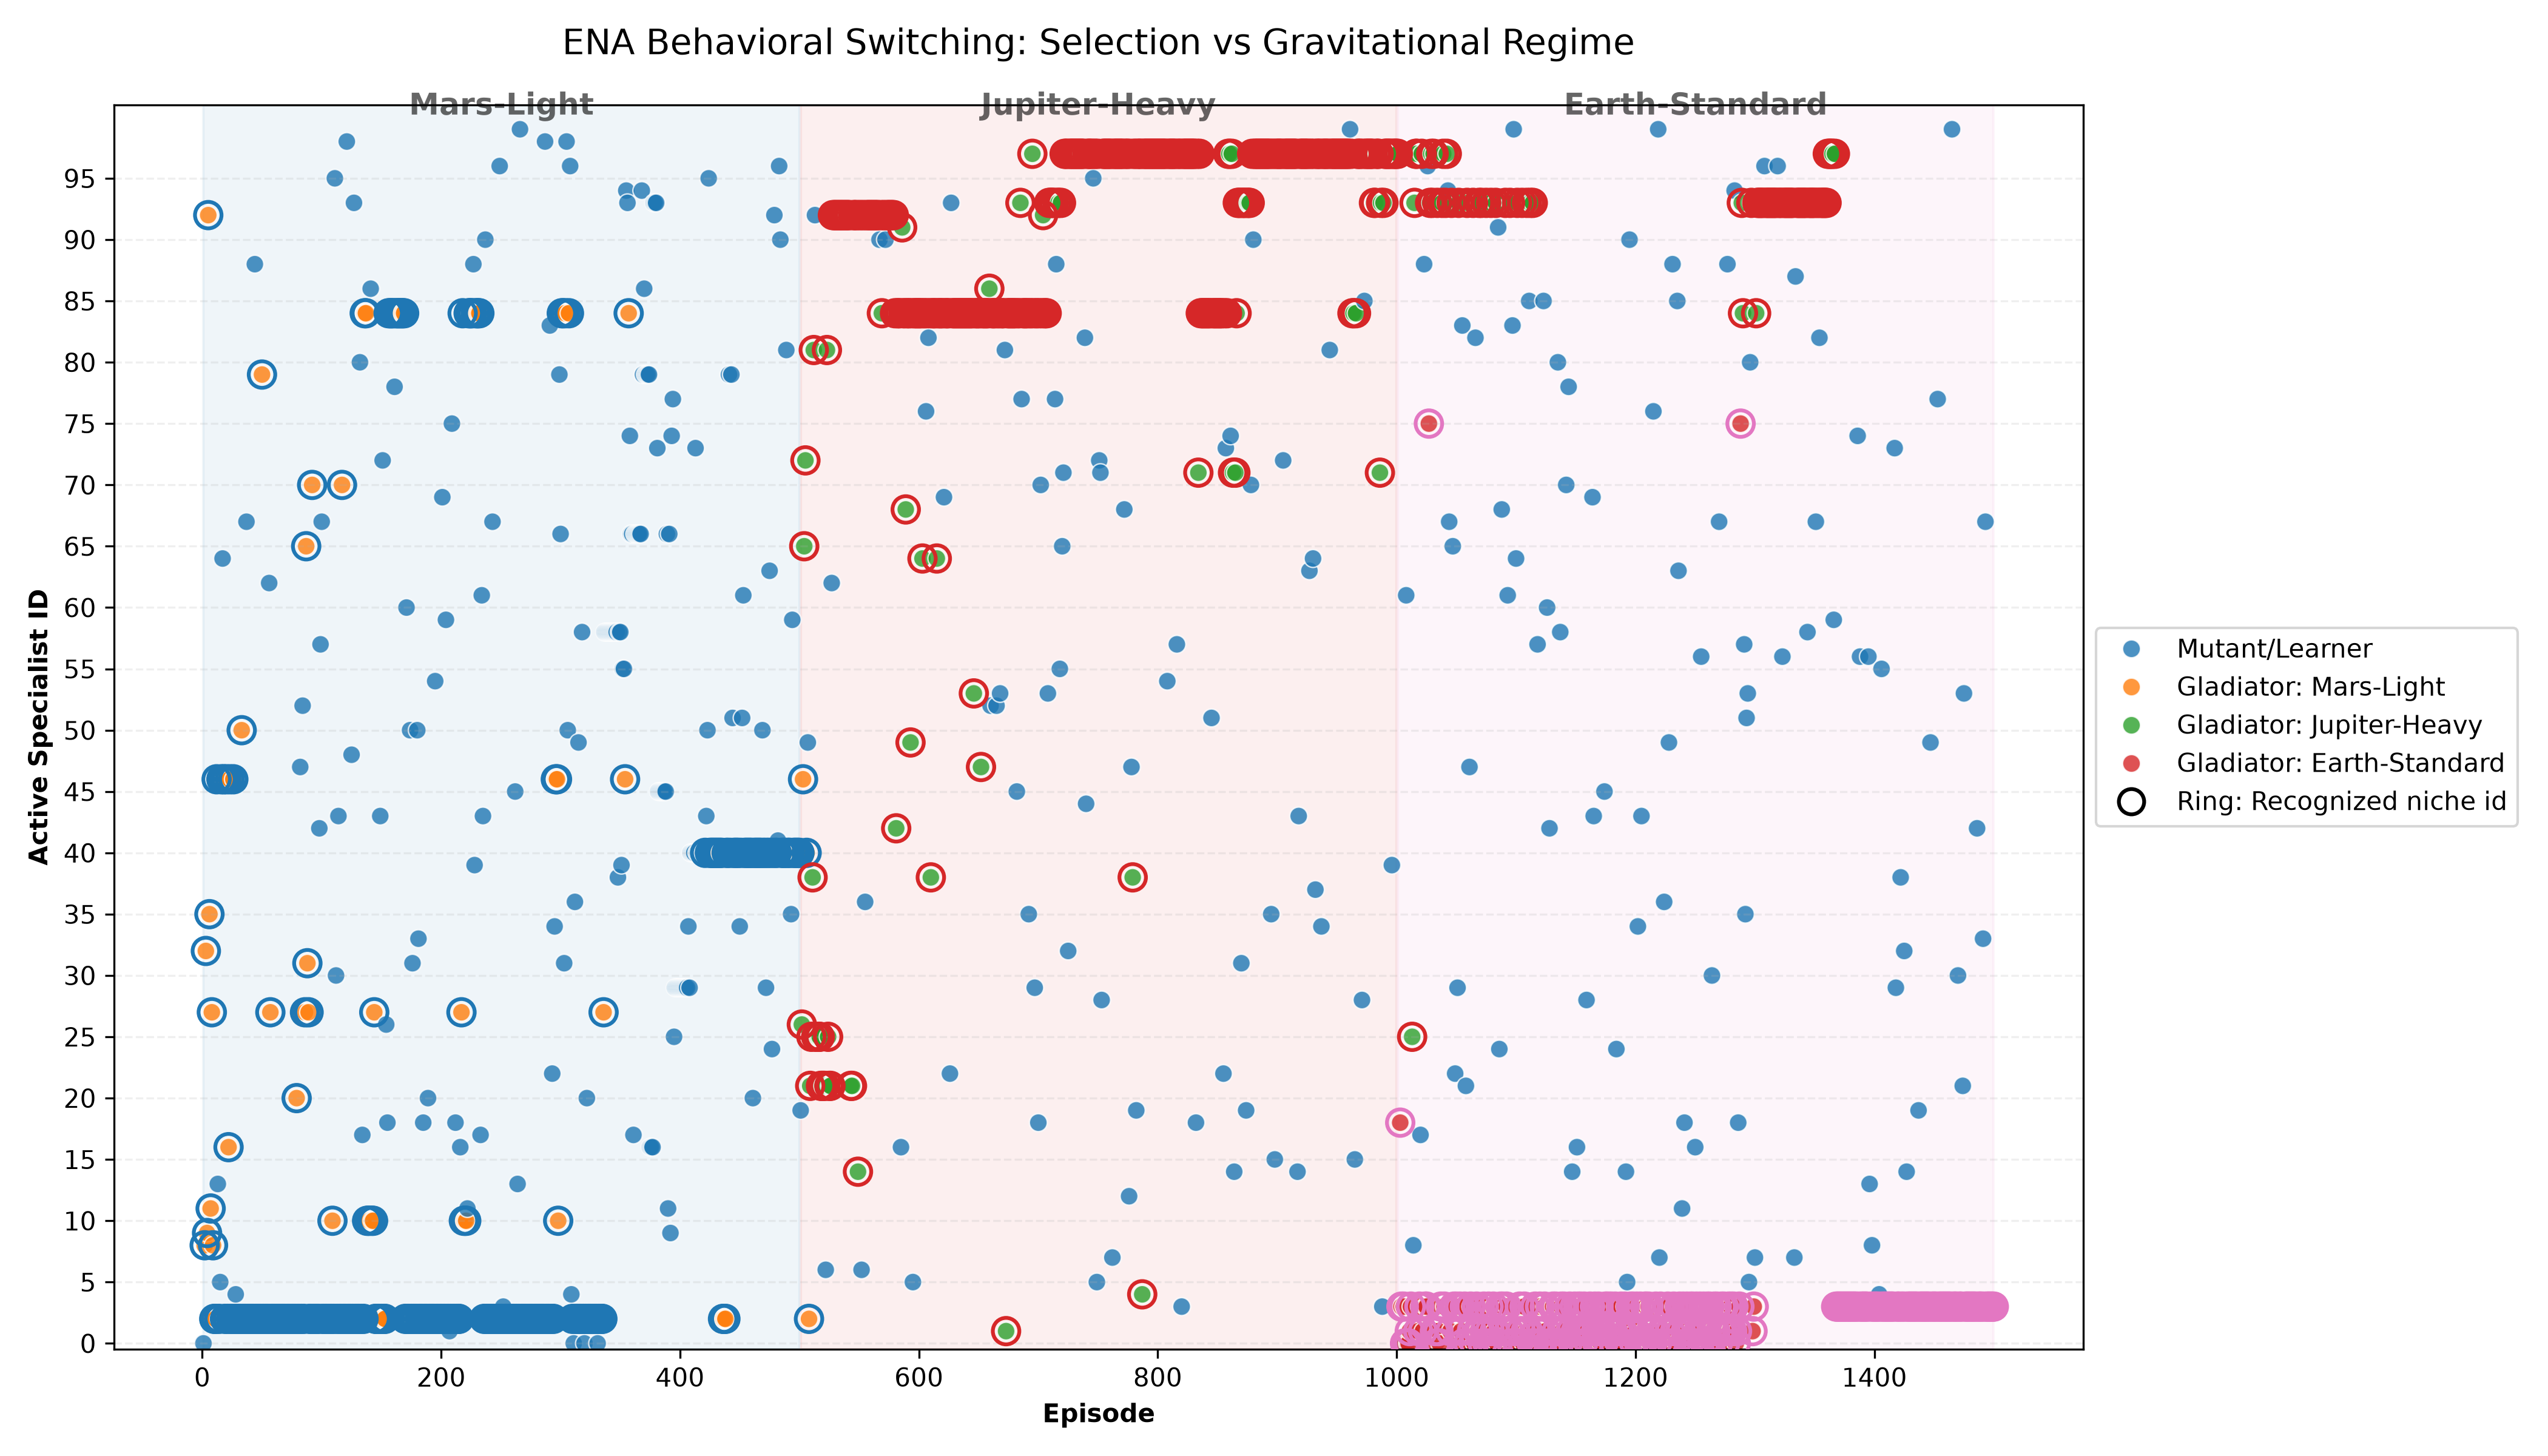 ENA Behavioral Switching: Selection vs Gravitational Regime
Mars-Light
Jupiter-Heavy
Earth-Standard
95
90
85
80
75
70
65
60
55
50
45
40
35
30
25
20
15
10
5
0
Active Specialist ID
0
200
400
600
800
1000
1200
1400
Episode
Mutant/Learner
Gladiator: Mars-Light
Gladiator: Jupiter-Heavy
Gladiator: Earth-Standard
Ring: Recognized niche id